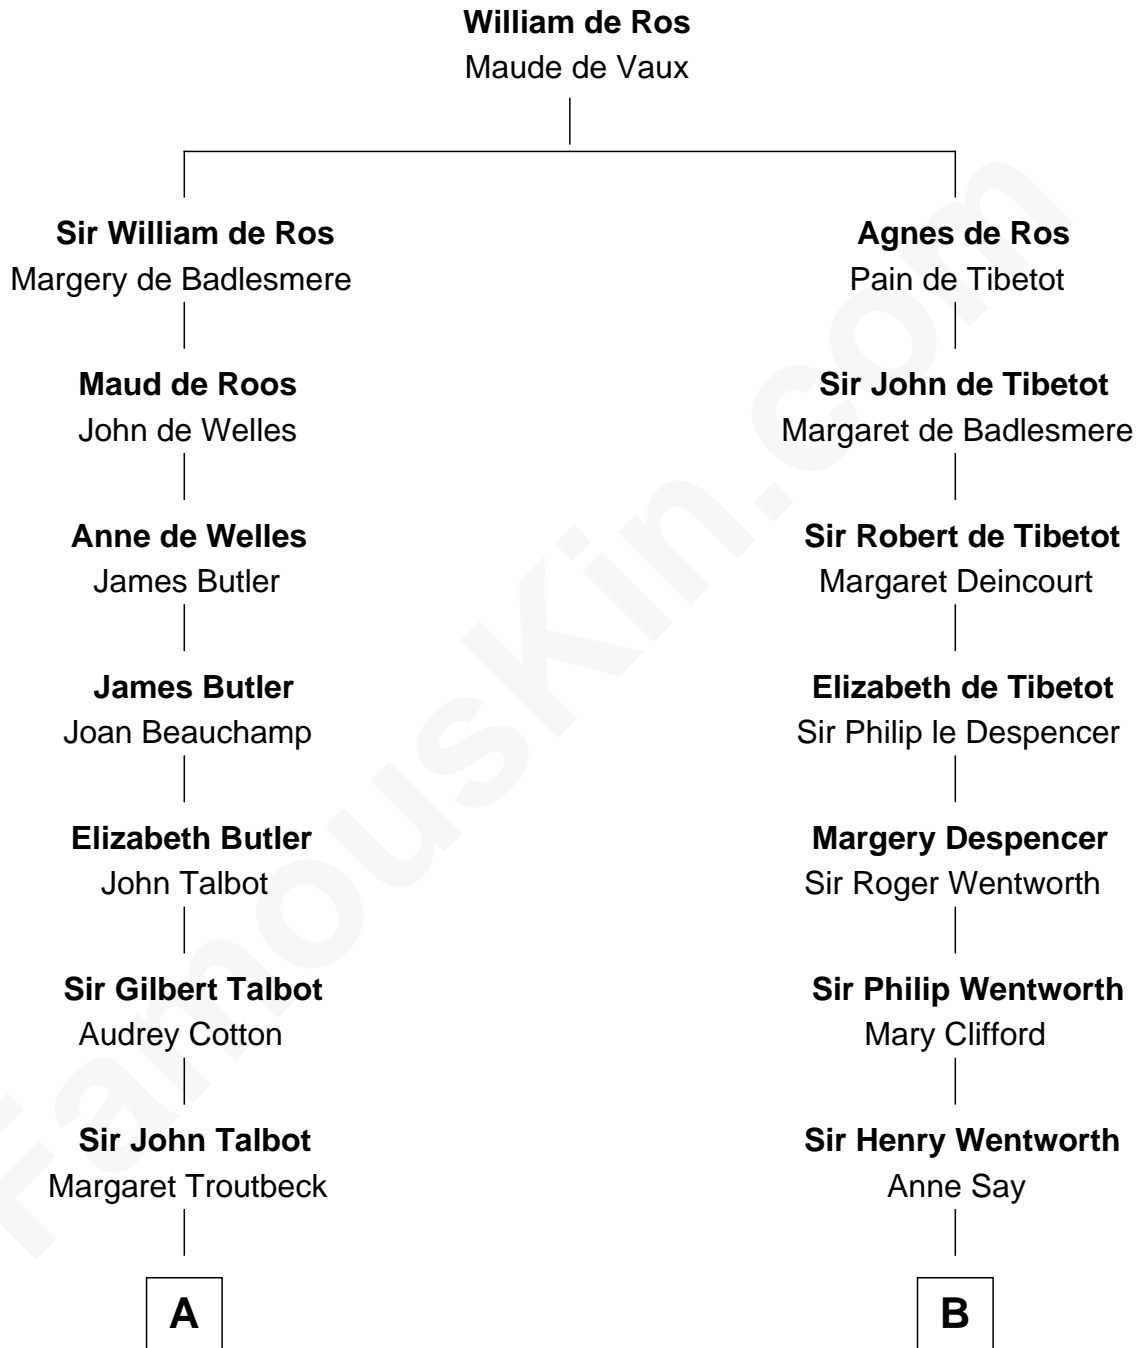 William de Ros
Maude de Vaux
Sir William de Ros
Margery de Badlesmere
Maud de Roos
John de Welles
Anne de Welles
James Butler
James Butler
Joan Beauchamp
Elizabeth Butler
John Talbot
Sir Gilbert Talbot
Audrey Cotton
Sir John Talbot
Margaret Troutbeck
A
Agnes de Ros
Pain de Tibetot
Sir John de Tibetot
Margaret de Badlesmere
Sir Robert de Tibetot
Margaret Deincourt
Elizabeth de Tibetot
Sir Philip le Despencer
Margery Despencer
Sir Roger Wentworth
Sir Philip Wentworth
Mary Clifford
Sir Henry Wentworth
Anne Say
B
FamousKin.com